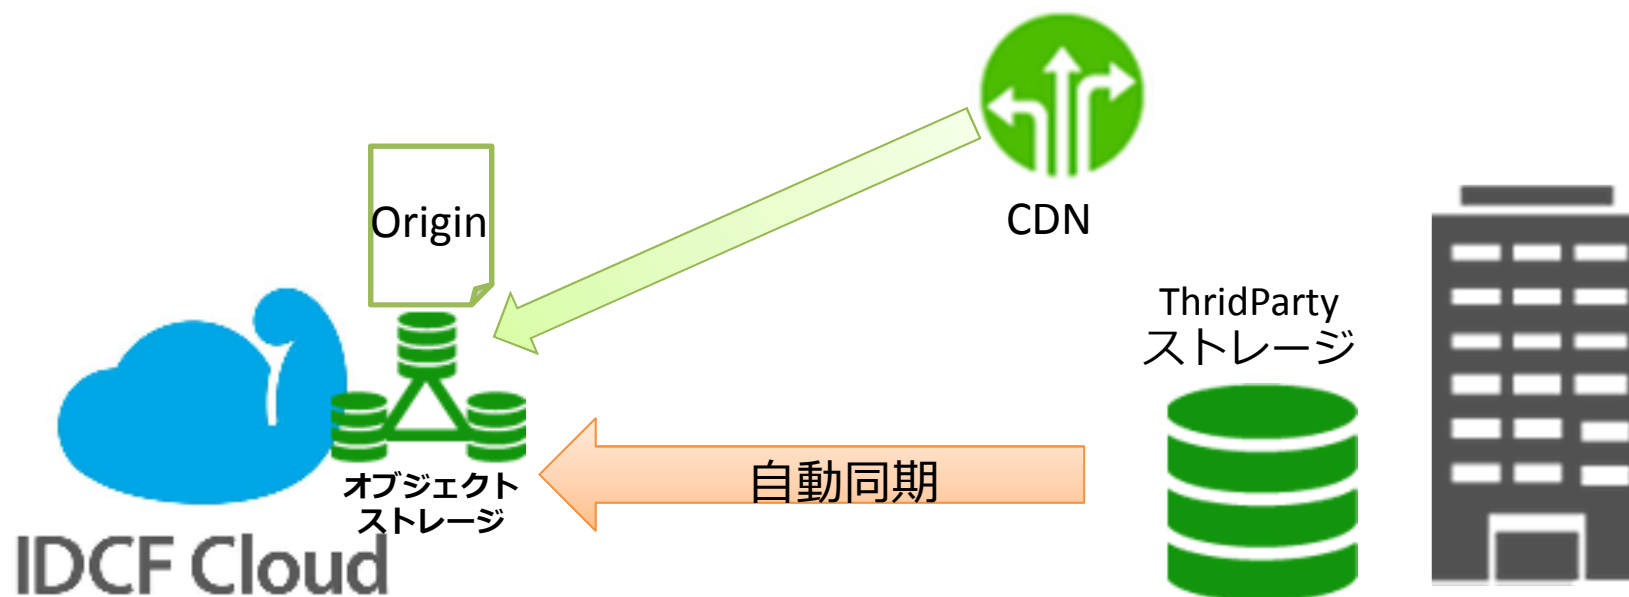 Origin
CDN
ThridParty
ストレージ
自動同期
オブジェクト
ストレージ
IDCF Cloud